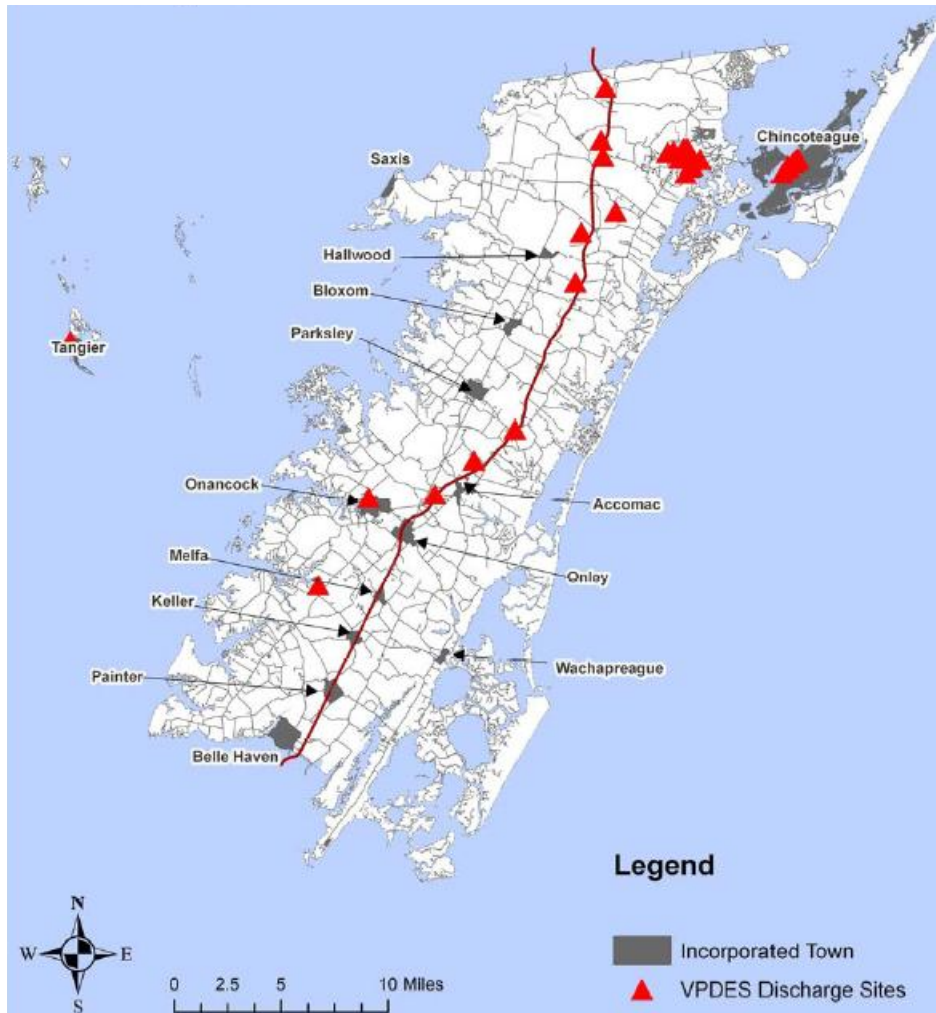 Chincoteague
Saxis
Hallwood
Bloxom
Parksley
Tangier
Onancock
Accomac
Melfa
Onley
Keller
Wachapreague
Painter
Belle Haven
Legend
Incorporated Town
VPDES Discharge Sites
N
W E
S
0 2.5 5 10 Miles